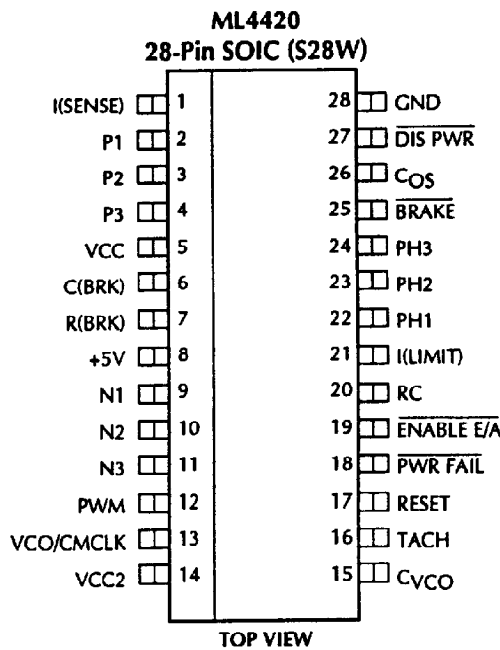 ML4420
28-Pin SOIC (S28W)
I(SENSE) 1 28 GND
P1 2 27 DIS PWR
P2 3 26 COS
P3 4 25 BRAKE
VCC 5 24 PH3
C(BRK) 6 23 PH2
R(BRK) 7 22 PH1
+5V 8 21 I(LIMIT)
N1 9 20 RC
N2 10 19 ENABLE E/A
N3 11 18 PWR FAIL
PWM 12 17 RESET
VCO/CMCLK 13 16 TACH
VCC2 14 15 CVCO
TOP VIEW